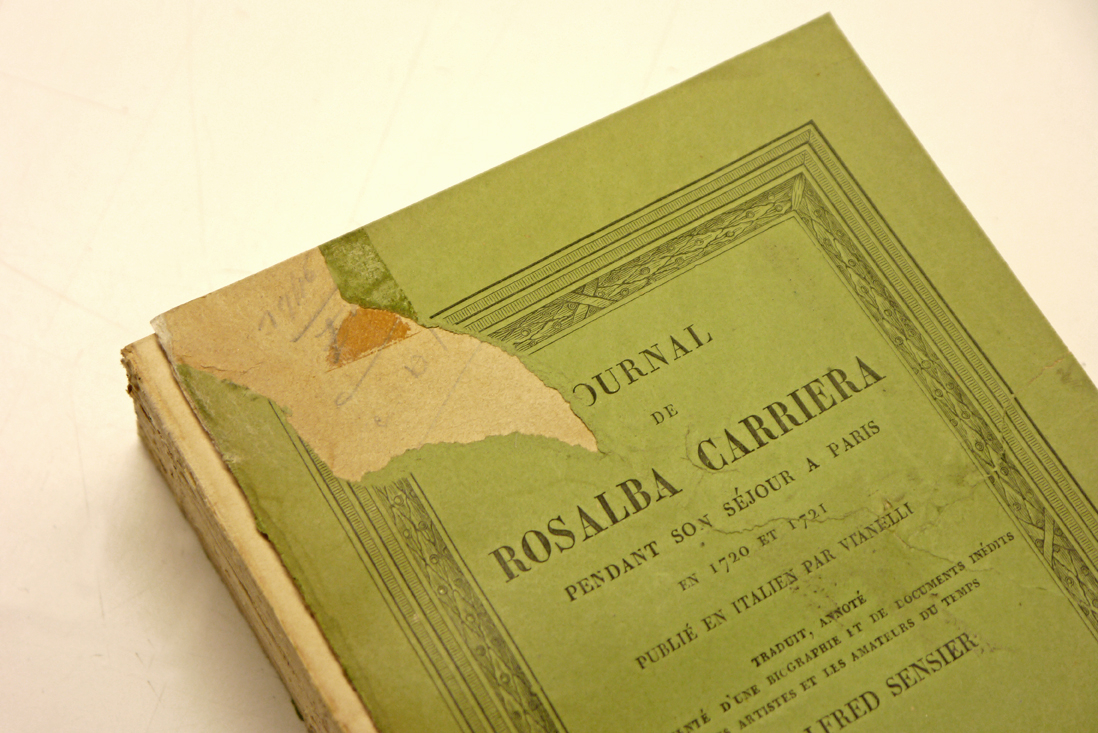 OURNAL
DE
ROSALBA CARRIERA
PENDANT SON SÉJOUR A PARIS
EN 1720 ET 1721
PUBLIÉ EN ITALIEN PAR VIANELLI
TRADUIT, ANNOTÉ
NTÉ D'UNE BIOGRAPHIE ET DE DOCUMENTS INÉDITS
ARTISTES ET LES AMATEURS DU TEMPS
LFRED SENSIER